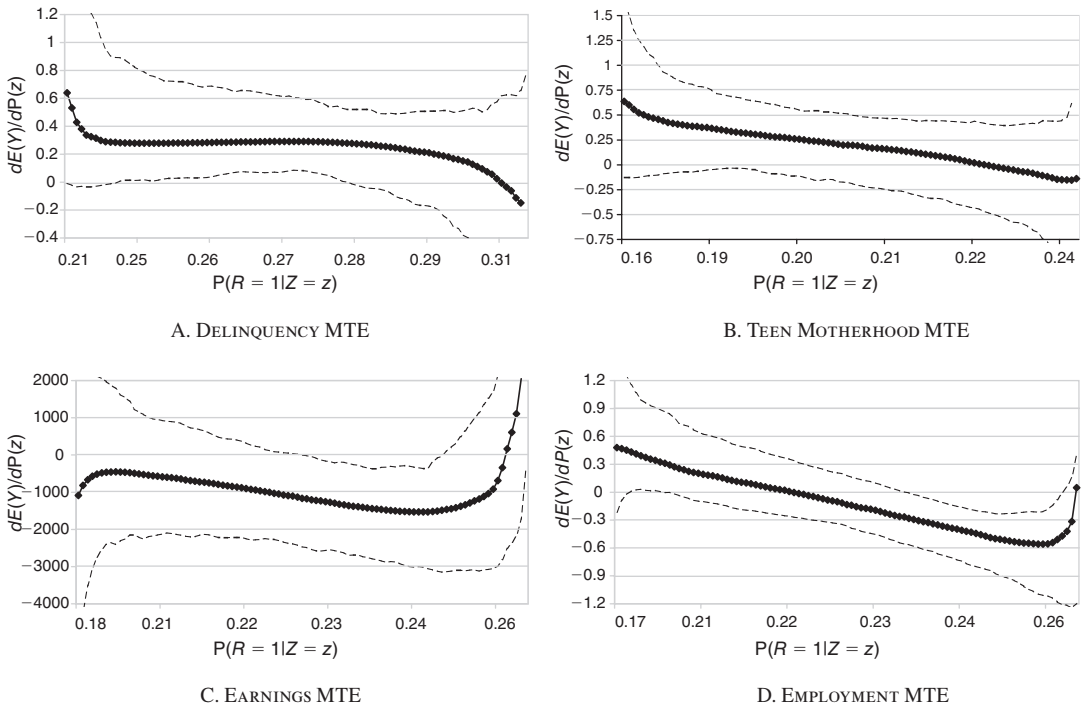 dE(Y)/dP(z)
1.2
1
0.8
0.6
0.4
0.2
0
−0.2
−0.4
0.21 0.25 0.26 0.27 0.28 0.29 0.31
P(R = 1|Z = z)
A. DELINQUENCY MTE
dE(Y)/dP(z)
1.5
1.25
1
0.75
0.5
0.25
0
−0.25
−0.5
−0.75
0.16 0.19 0.20 0.21 0.22 0.24
P(R = 1|Z = z)
B. TEEN MOTHERHOOD MTE
dE(Y)/dP(z)
2000
1000
0
1000
−2000
−3000
−4000
0.18 0.21 0.22 0.23 0.24 0.26
P(R = 1|Z = z)
C. EARNINGS MTE
dE(Y)/dP(z)
1.2
0.9
0.6
0.3
0
−0.3
−0.6
−0.9
−1.2
0.17 0.21 0.22 0.23 0.24 0.26
P(R = 1|Z = z)
D. EMPLOYMENT MTE